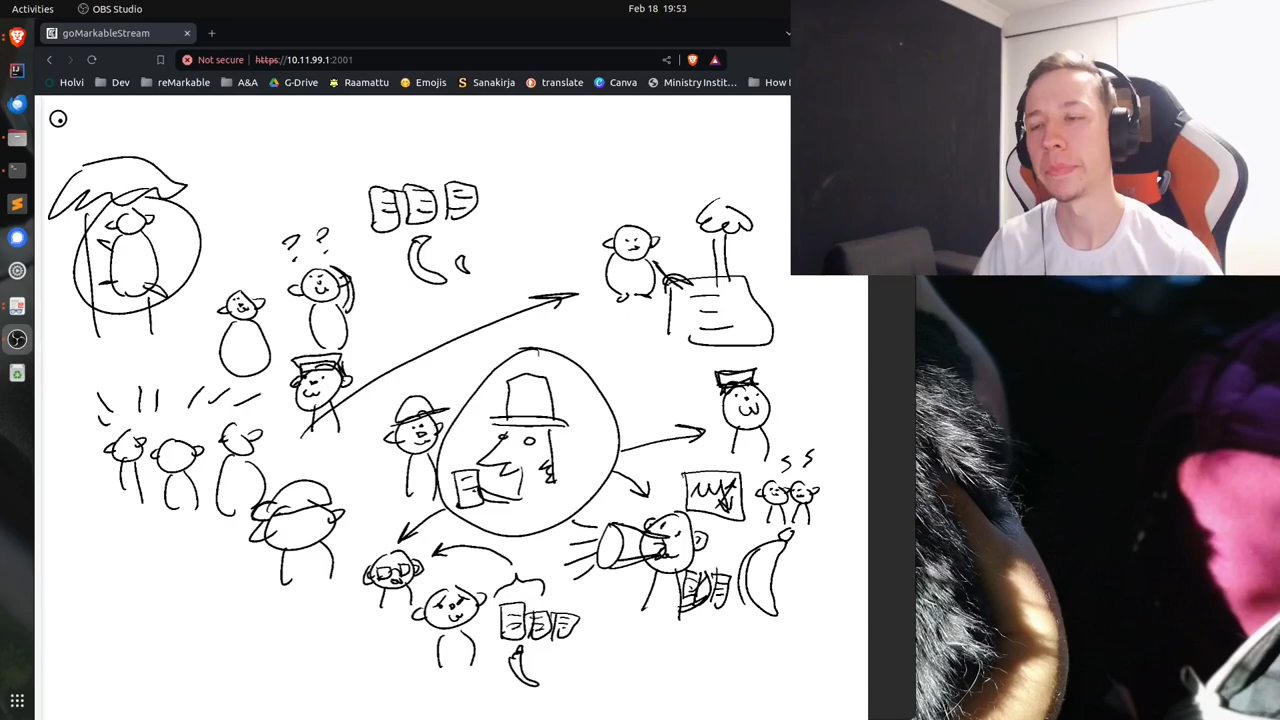 Activities OBS Studio Feb 18 19:53
goMarkableStream
Not secure https://10.11.99.1:2001
Holvi Dev reMarkable A&A G-Drive Raamattu Emojis Sanakirja translate Canva Ministry Instit... How t
? ?